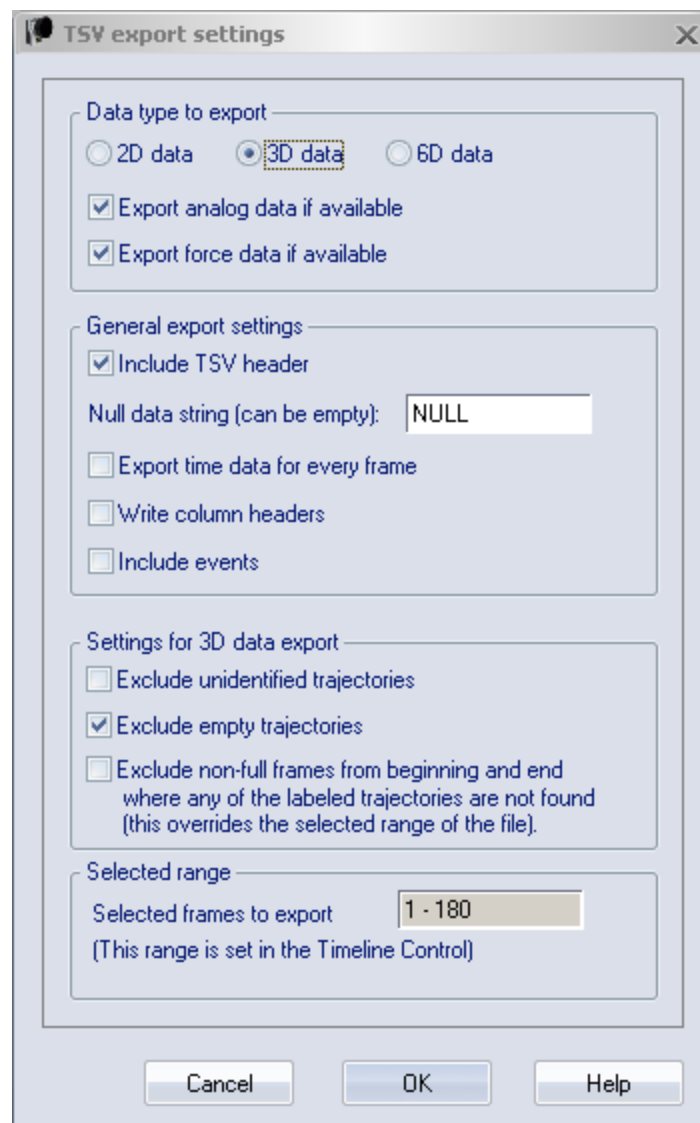 TSV export settings
Data type to export
2D data 3D data 6D data
Export analog data if available
Export force data if available
General export settings
Include TSV header
Null data string (can be empty): NULL
Export time data for every frame
Write column headers
Include events
Settings for 3D data export
Exclude unidentified trajectories
Exclude empty trajectories
Exclude non-full frames from beginning and end
where any of the labeled trajectories are not found
(this overrides the selected range of the file).
Selected range
Selected frames to export 1 - 180
(This range is set in the Timeline Control)
Cancel OK Help